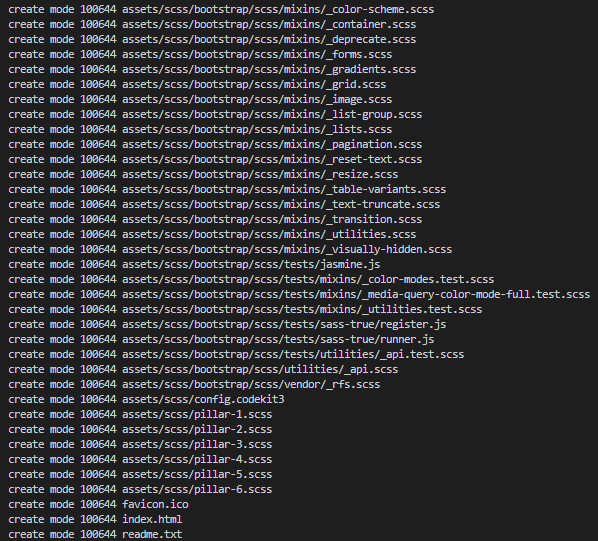 create mode 100644 assets/scss/bootstrap/scss/mixins/_color-scheme.scss
create mode 100644 assets/scss/bootstrap/scss/mixins/_container.scss
create mode 100644 assets/scss/bootstrap/scss/mixins/_deprecate.scss
create mode 100644 assets/scss/bootstrap/scss/mixins/_forms.scss
create mode 100644 assets/scss/bootstrap/scss/mixins/_gradients.scss
create mode 100644 assets/scss/bootstrap/scss/mixins/_grid.scss
create mode 100644 assets/scss/bootstrap/scss/mixins/_image.scss
create mode 100644 assets/scss/bootstrap/scss/mixins/_list-group.scss
create mode 100644 assets/scss/bootstrap/scss/mixins/_lists.scss
create mode 100644 assets/scss/bootstrap/scss/mixins/_pagination.scss
create mode 100644 assets/scss/bootstrap/scss/mixins/_reset-text.scss
create mode 100644 assets/scss/bootstrap/scss/mixins/_resize.scss
create mode 100644 assets/scss/bootstrap/scss/mixins/_table-variants.scss
create mode 100644 assets/scss/bootstrap/scss/mixins/_text-truncate.scss
create mode 100644 assets/scss/bootstrap/scss/mixins/_transition.scss
create mode 100644 assets/scss/bootstrap/scss/mixins/_utilities.scss
create mode 100644 assets/scss/bootstrap/scss/mixins/_visually-hidden.scss
create mode 100644 assets/scss/bootstrap/scss/tests/jasmine.js
create mode 100644 assets/scss/bootstrap/scss/tests/mixins/_color-modes.test.scss
create mode 100644 assets/scss/bootstrap/scss/tests/mixins/_media-query-color-mode-full.test.scss
create mode 100644 assets/scss/bootstrap/scss/tests/mixins/_utilities.test.scss
create mode 100644 assets/scss/bootstrap/scss/tests/sass-true/register.js
create mode 100644 assets/scss/bootstrap/scss/tests/sass-true/runner.js
create mode 100644 assets/scss/bootstrap/scss/tests/utilities/_api.test.scss
create mode 100644 assets/scss/bootstrap/scss/utilities/_api.scss
create mode 100644 assets/scss/bootstrap/scss/vendor/_rfs.scss
create mode 100644 assets/scss/config.codekit3
create mode 100644 assets/scss/pillar-1.scss
create mode 100644 assets/scss/pillar-2.scss
create mode 100644 assets/scss/pillar-3.scss
create mode 100644 assets/scss/pillar-4.scss
create mode 100644 assets/scss/pillar-5.scss
create mode 100644 assets/scss/pillar-6.scss
create mode 100644 favicon.ico
create mode 100644 index.html
create mode 100644 readme.txt